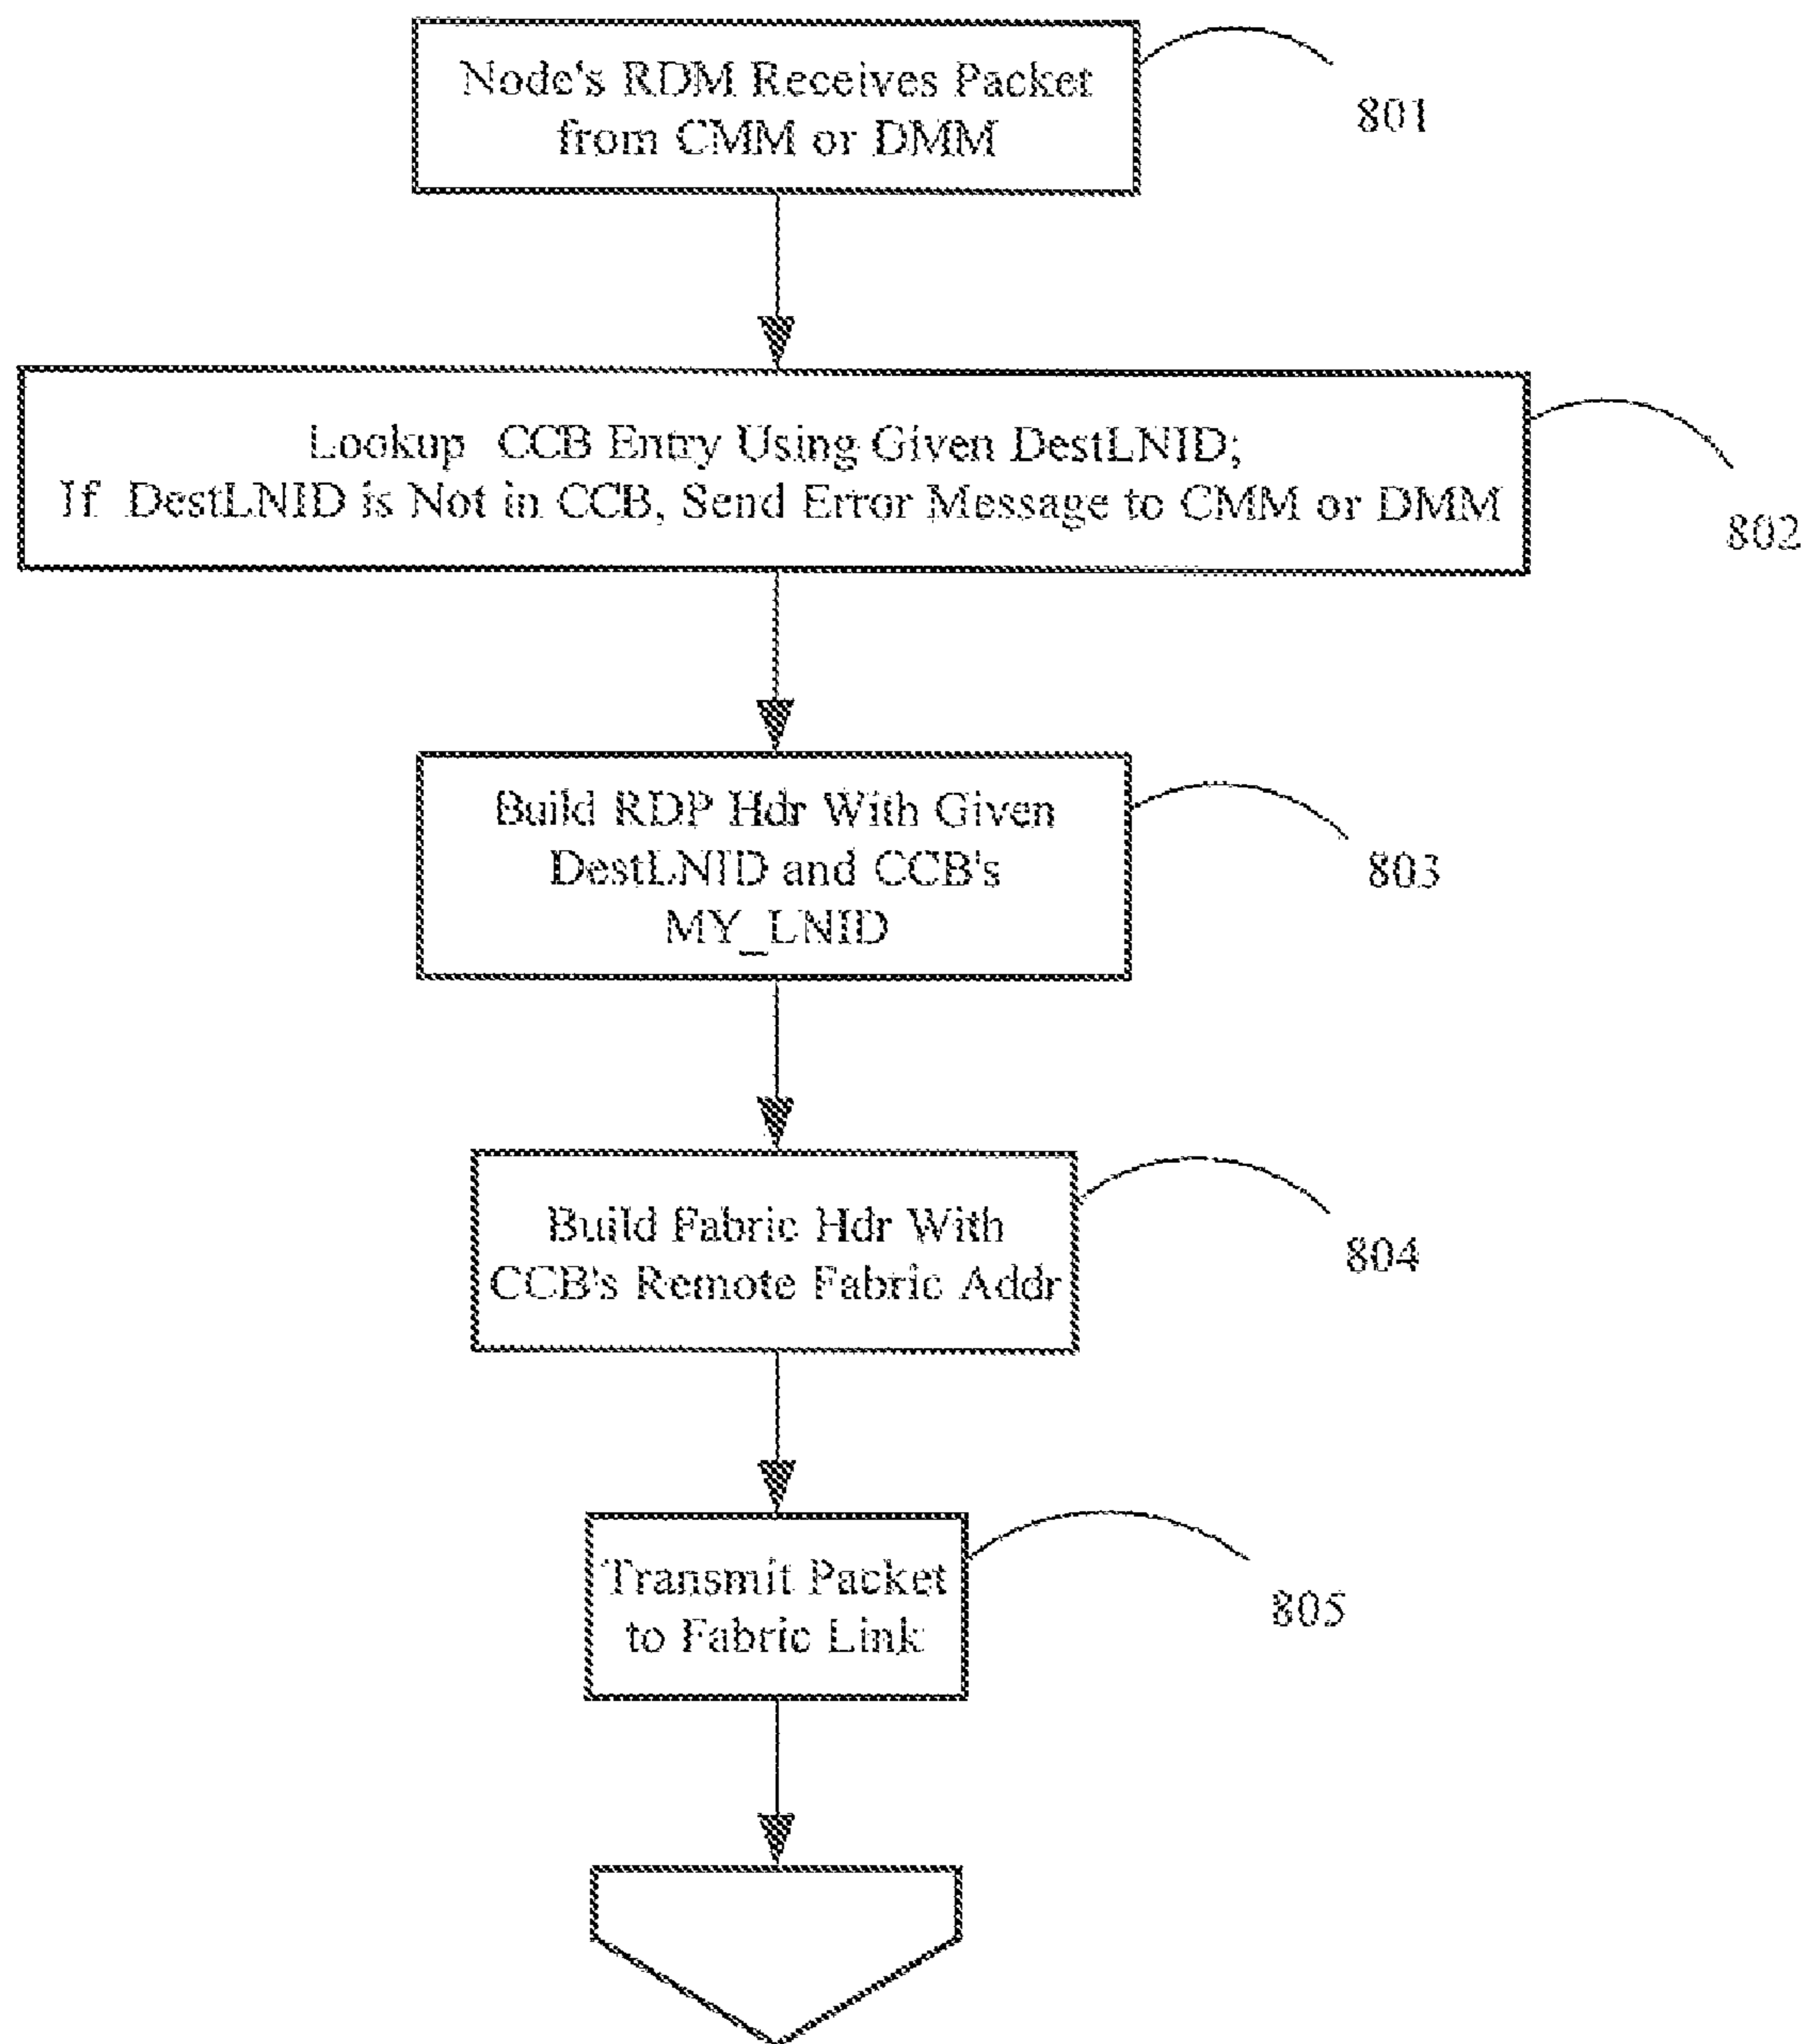 Node's RDM Receives Packet
from CMM or DMM
801
Lookup CCB Entry Using Given DestLNID;
If DestLNID is Not in CCB, Send Error Message to CMM or DMM
802
Build RDP Hdr With Given
DestLNID and CCB's
MY_LNID
803
Build Fabric Hdr With
CCB's Remote Fabric Addr
804
Transmit Packet
to Fabric Link
805